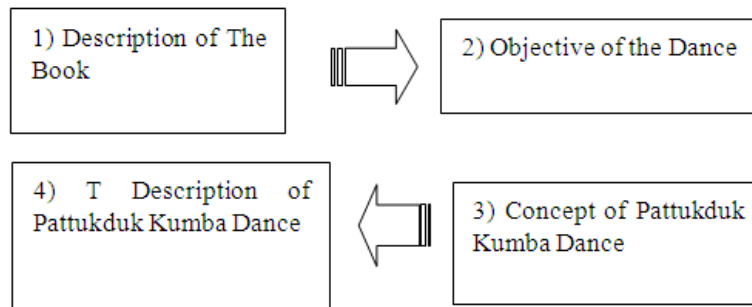 1) Description of The
Book
2) Objective of the Dance
4) T Description of
Pattukduk Kumba Dance
3) Concept of Pattukduk
Kumba Dance